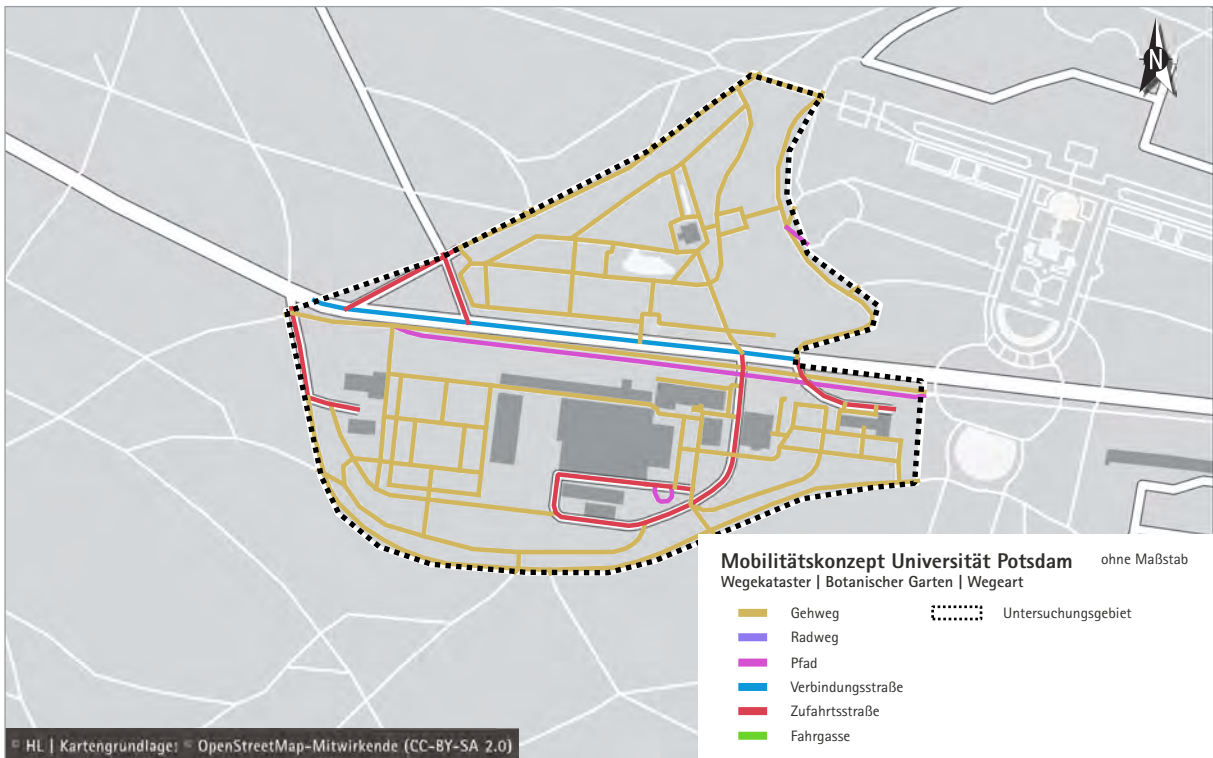 N
Mobilitätskonzept Universität Potsdam ohne Maßstab
Wegekataster | Botanischer Garten | Wegeart
Gehweg
Untersuchungsgebiet
Radweg
Pfad
Verbindungsstraße
Zufahrtsstraße
Fahrgasse
© HL | Kartengrundlage: © OpenStreetMap-Mitwirkende (CC-BY-SA 2.0)